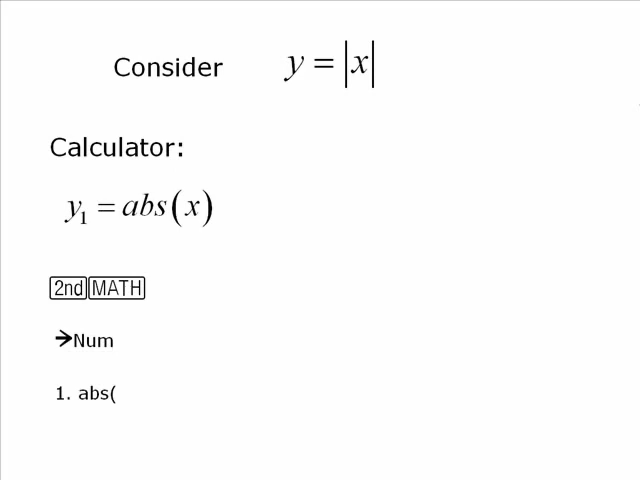 Consider y = |x|
Calculator:
y₁ = abs(x)
2nd MATH
→Num
1. abs(